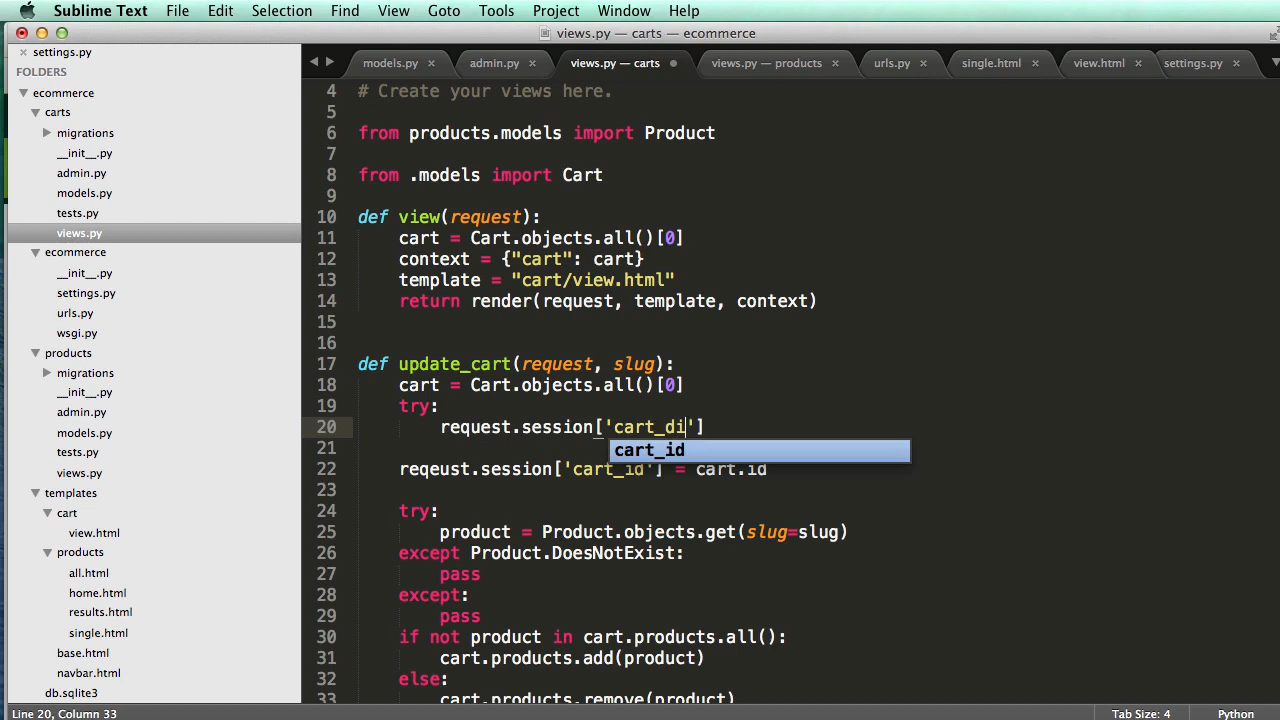 Sublime Text File Edit Selection Find View Goto Tools Project Window Help
views.py — carts — ecommerce
settings.py
FOLDERS
ecommerce
carts
migrations
__init__.py
admin.py
models.py
tests.py
views.py
ecommerce
__init__.py
settings.py
urls.py
wsgi.py
products
migrations
__init__.py
admin.py
models.py
tests.py
views.py
templates
cart
view.html
products
all.html
home.html
results.html
single.html
base.html
navbar.html
db.sqlite3
models.py admin.py views.py — carts views.py — products urls.py single.html view.html settings.py
4 # Create your views here.
5
6 from products.models import Product
7
8 from .models import Cart
9
10 def view(request):
11 cart = Cart.objects.all()[0]
12 context = {"cart": cart}
13 template = "cart/view.html"
14 return render(request, template, context)
15
16
17 def update_cart(request, slug):
18 cart = Cart.objects.all()[0]
19 try:
20 request.session['cart_di']
cart_id
21
22 reqeust.session['cart_id'] = cart.id
23
24 try:
25 product = Product.objects.get(slug=slug)
26 except Product.DoesNotExist:
27 pass
28 except:
29 pass
30 if not product in cart.products.all():
31 cart.products.add(product)
32 else:
33 cart.products.remove(product)
Line 20, Column 33 Tab Size: 4 Python